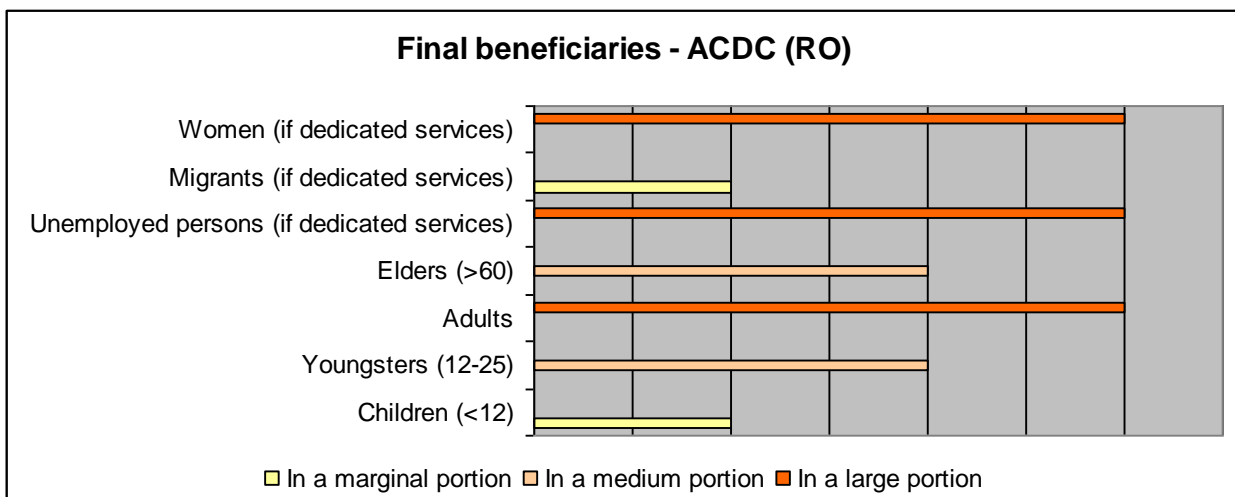 Final beneficiaries - ACDC (RO)
Women (if dedicated services)
Migrants (if dedicated services)
Unemployed persons (if dedicated services)
Elders (>60)
Adults
Youngsters (12-25)
Children (<12)
In a marginal portion In a medium portion In a large portion